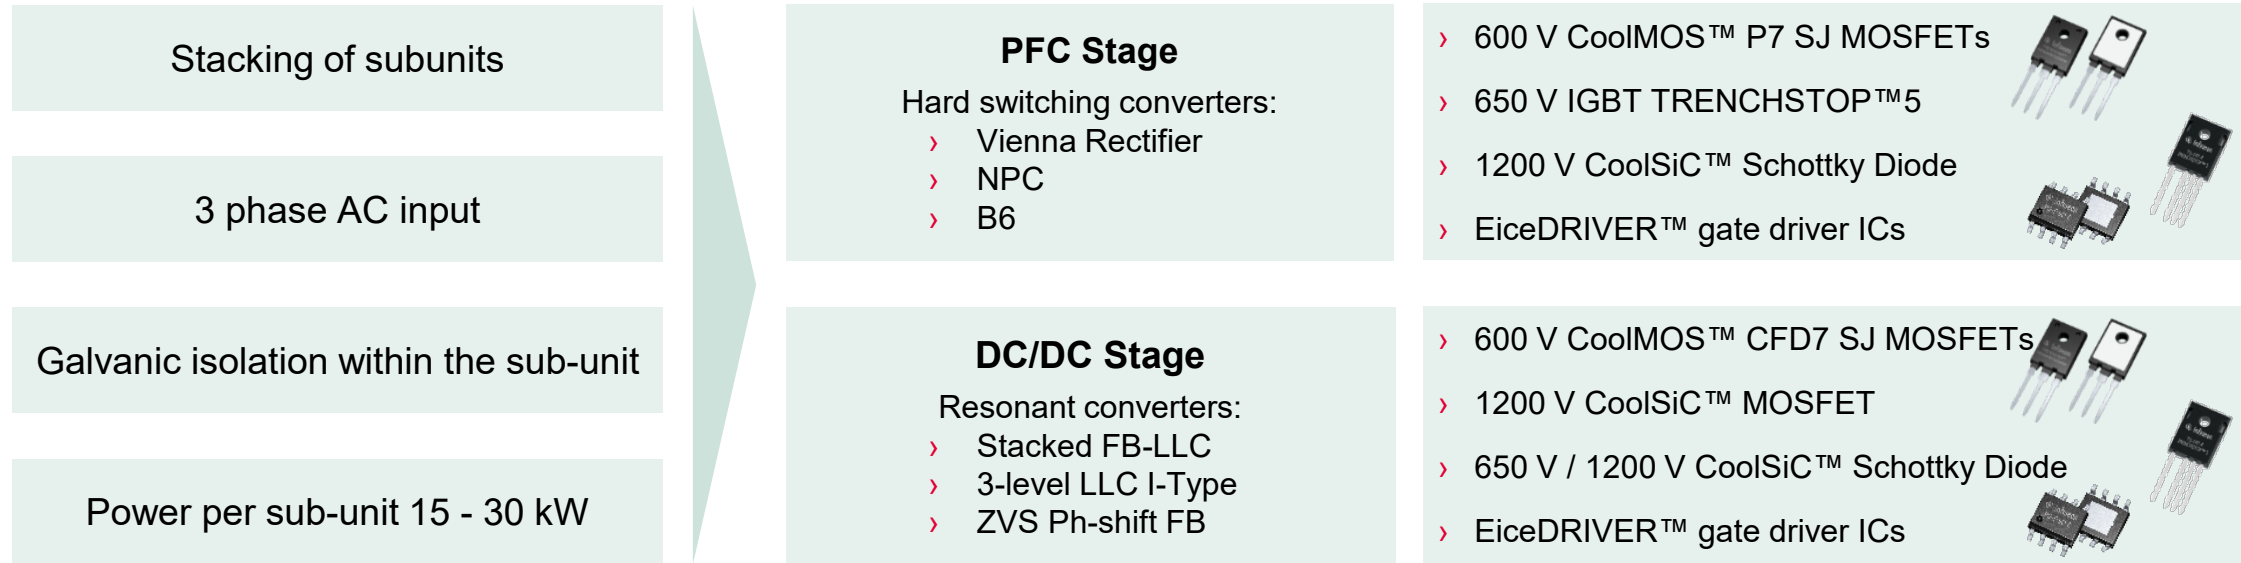 Stacking of subunits
3 phase AC input
Galvanic isolation within the sub-unit
Power per sub-unit 15 - 30 kW
PFC Stage
Hard switching converters:
› Vienna Rectifier
› NPC
› B6
› 600 V CoolMOS™ P7 SJ MOSFETs
› 650 V IGBT TRENCHSTOP™5
› 1200 V CoolSiC™ Schottky Diode
› EiceDRIVER™ gate driver ICs
DC/DC Stage
Resonant converters:
› Stacked FB-LLC
› 3-level LLC I-Type
› ZVS Ph-shift FB
› 600 V CoolMOS™ CFD7 SJ MOSFETs
› 1200 V CoolSiC™ MOSFET
› 650 V / 1200 V CoolSiC™ Schottky Diode
› EiceDRIVER™ gate driver ICs